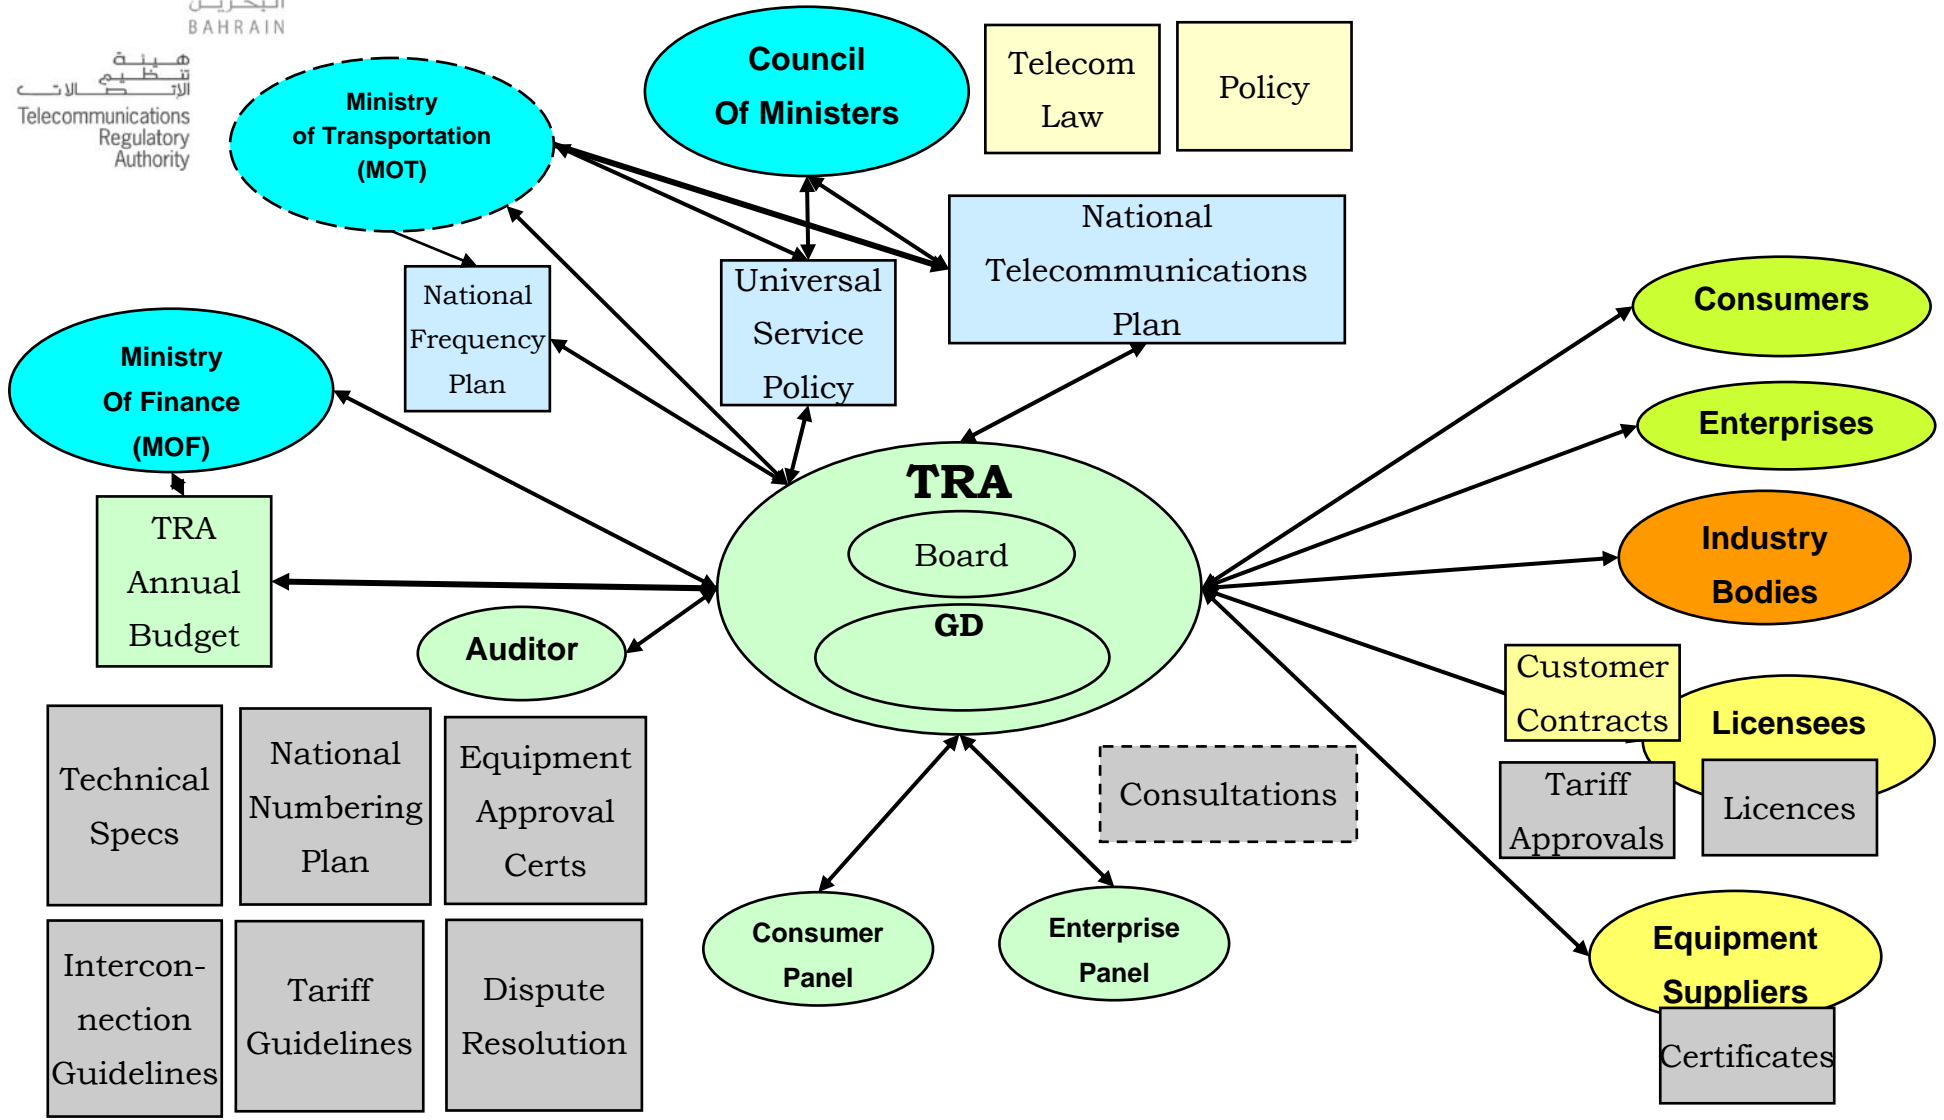 البحرين
BAHRAIN
هيئة
تنظيم
الإتصالات
Telecommunications
Regulatory
Authority
Ministry
of Transportation
(MOT)
Council
Of Ministers
Telecom
Law
Policy
National
Frequency
Plan
Universal
Service
Policy
National
Telecommunications
Plan
Ministry
Of Finance
(MOF)
TRA
Annual
Budget
Auditor
TRA
Board
GD
Consumers
Enterprises
Industry
Bodies
Customer
Contracts
Licensees
Tariff
Approvals
Licences
Equipment
Suppliers
Certificates
Consultations
Consumer
Panel
Enterprise
Panel
Technical
Specs
National
Numbering
Plan
Equipment
Approval
Certs
Intercon-
nection
Guidelines
Tariff
Guidelines
Dispute
Resolution